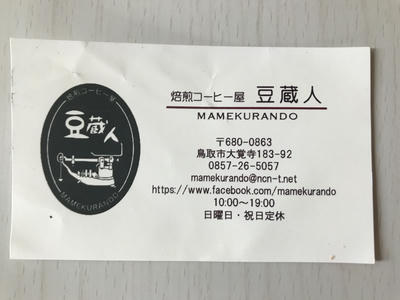 焙煎コーヒー屋
豆蔵人
MAMEKURANDO
焙煎コーヒー屋 豆蔵人
MAMEKURANDO
〒680-0863
鳥取市大覚寺183-92
0857-26-5057
mamekurando@ncn-t.net
https://www.facebook.com/mamekurando
10:00～19:00
日曜日・祝日定休